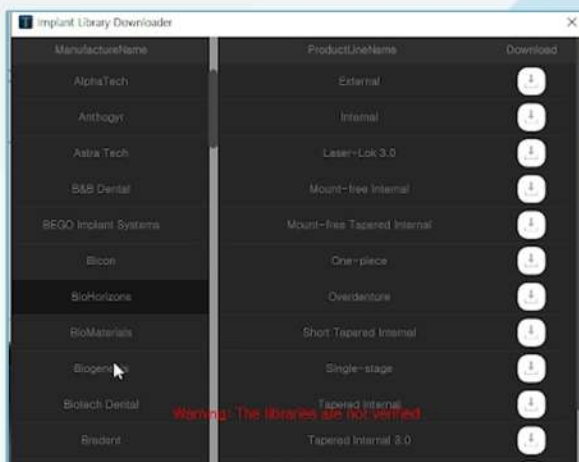 Implant Library Downloader
ManufactureName ProductLineName Download
AlphaTech External
Anthogyr Internal
Astra Tech Laser-Lok 3.0
B&B Dental Mount-free Internal
BEGO Implant Systems Mount-free Tapered Internal
Bicon One-piece
BioHorizons Overdenture
BioMaterials Short Tapered Internal
Single-stage
Biotech Dental Tapered Internal
Warning: The libraries are not verified
Bredent Tapered Internal 3.0